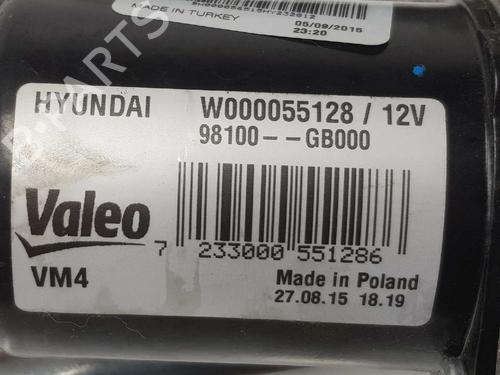 MADE IN TURKEY
05/09/2015
23:20
HYUNDAI
W000055128 / 12V
98100--GB000
Valeo
7 233000 551286
VM4
Made in Poland
27.08.15 18.19
B-PARTS